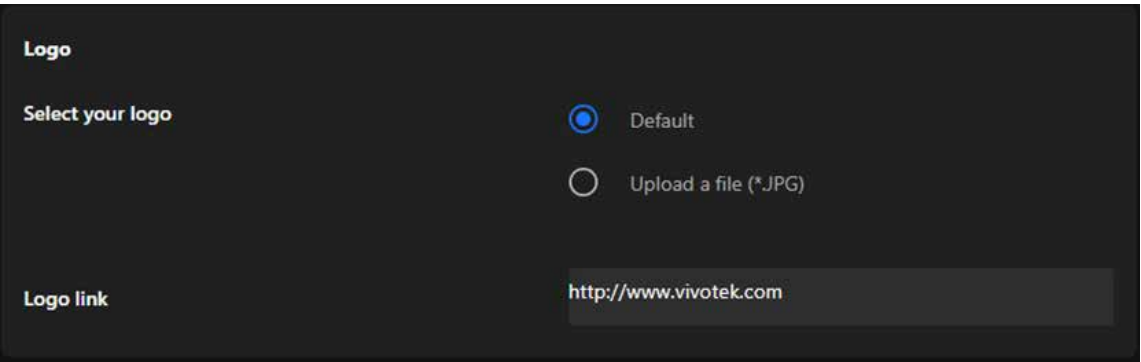 Logo
Select your logo
Default
Upload a file (*.JPG)
Logo link
http://www.vivotek.com